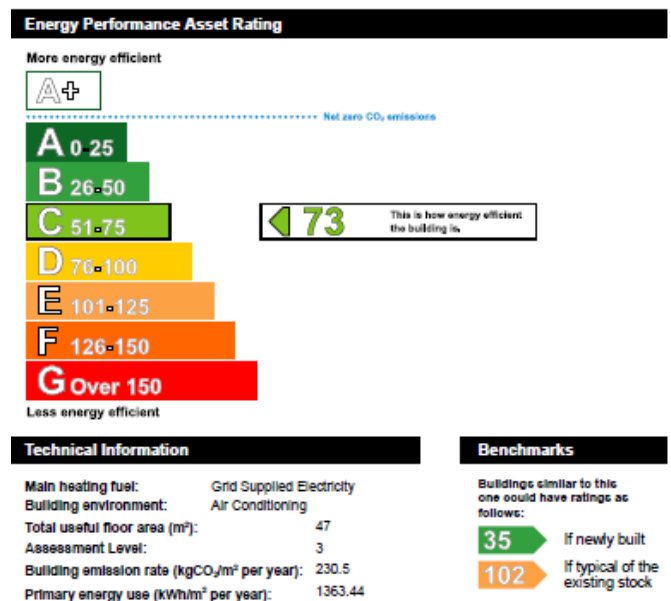 Energy Performance Asset Rating
More energy efficient
A+
Net zero CO₂ emissions
A 0-25
B 26-50
C 51-75
73 This is how energy efficient
the building is.
D 76-100
E 101-125
F 126-150
G Over 150
Less energy efficient
Technical Information
Main heating fuel: Grid Supplied Electricity
Building environment: Air Conditioning
Total useful floor area (m²): 47
Assessment Level: 3
Building emission rate (kgCO₂/m² per year): 230.5
Primary energy use (kWh/m² per year): 1363.44
Benchmarks
Buildings similar to this
one could have ratings as
follows:
35 If newly built
102 If typical of the
existing stock